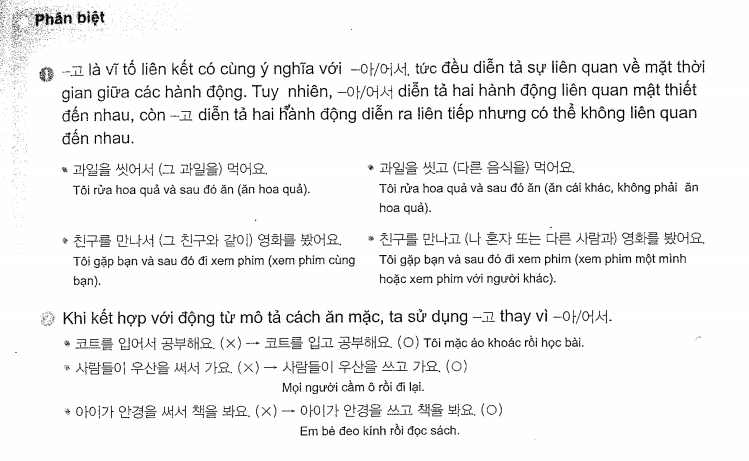 Phân biệt
❶ –고 là vĩ tố liên kết có cùng ý nghĩa với –아/어서, tức đều diễn tả sự liên quan về mặt thời
gian giữa các hành động. Tuy nhiên, –아/어서 diễn tả hai hành động liên quan mật thiết
đến nhau, còn –고 diễn tả hai hành động diễn ra liên tiếp nhưng có thể không liên quan
đến nhau.
• 과일을 씻어서 (그 과일을) 먹어요.
Tôi rửa hoa quả và sau đó ăn (ăn hoa quả).
• 과일을 씻고 (다른 음식을) 먹어요.
Tôi rửa hoa quả và sau đó ăn (ăn cái khác, không phải ăn
hoa quả).
• 친구를 만나서 (그 친구와 같이) 영화를 봤어요.
Tôi gặp bạn và sau đó đi xem phim (xem phim cùng
bạn).
• 친구를 만나고 (나 혼자 또는 다른 사람과) 영화를 봤어요.
Tôi gặp bạn và sau đó đi xem phim (xem phim một mình
hoặc xem phim với người khác).
❷ Khi kết hợp với động từ mô tả cách ăn mặc, ta sử dụng –고 thay vì –아/어서.
• 코트를 입어서 공부해요. (×) → 코트를 입고 공부해요. (○) Tôi mặc áo khoác rồi học bài.
• 사람들이 우산을 써서 가요. (×) → 사람들이 우산을 쓰고 가요. (○)
Mọi người cầm ô rồi đi lại.
• 아이가 안경을 써서 책을 봐요. (×) → 아이가 안경을 쓰고 책을 봐요. (○)
Em bé đeo kính rồi đọc sách.